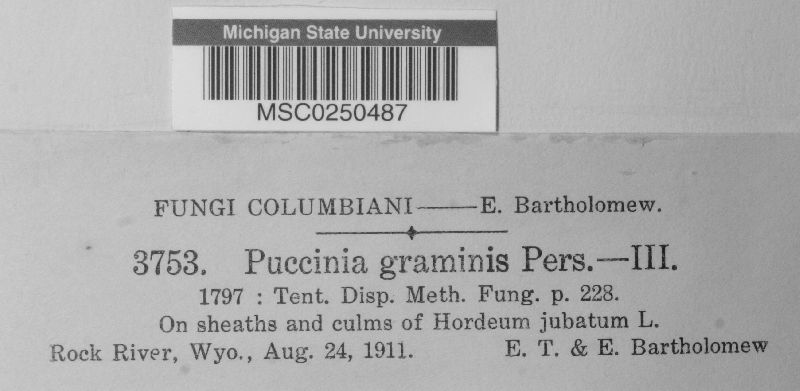 Michigan State University
MSC0250487
FUNGI COLUMBIANI——E. Bartholomew.
3753. Puccinia graminis Pers.—III.
1797 : Tent. Disp. Meth. Fung. p. 228.
On sheaths and culms of Hordeum jubatum L.
Rock River, Wyo., Aug. 24, 1911. E. T. & E. Bartholomew